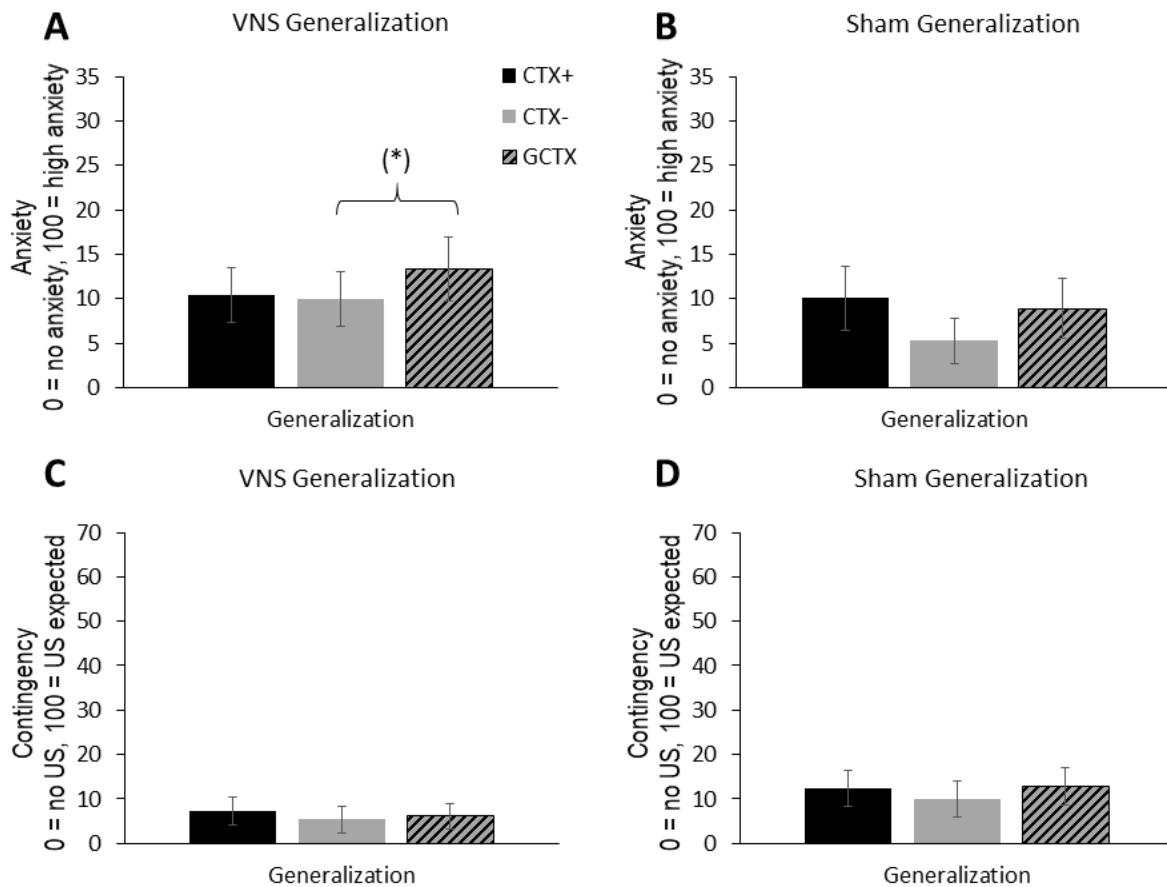 A
VNS Generalization
35
30
25
20
15
10
5
0
Anxiety
0 = no anxiety, 100 = high anxiety
CTX+
CTX-
GCTX
(*)
Generalization
B
Sham Generalization
35
30
25
20
15
10
5
0
Anxiety
0 = no anxiety, 100 = high anxiety
Generalization
C
VNS Generalization
70
60
50
40
30
20
10
0
Contingency
0 = no US, 100 = US expected
Generalization
D
Sham Generalization
70
60
50
40
30
20
10
0
Contingency
0 = no US, 100 = US expected
Generalization